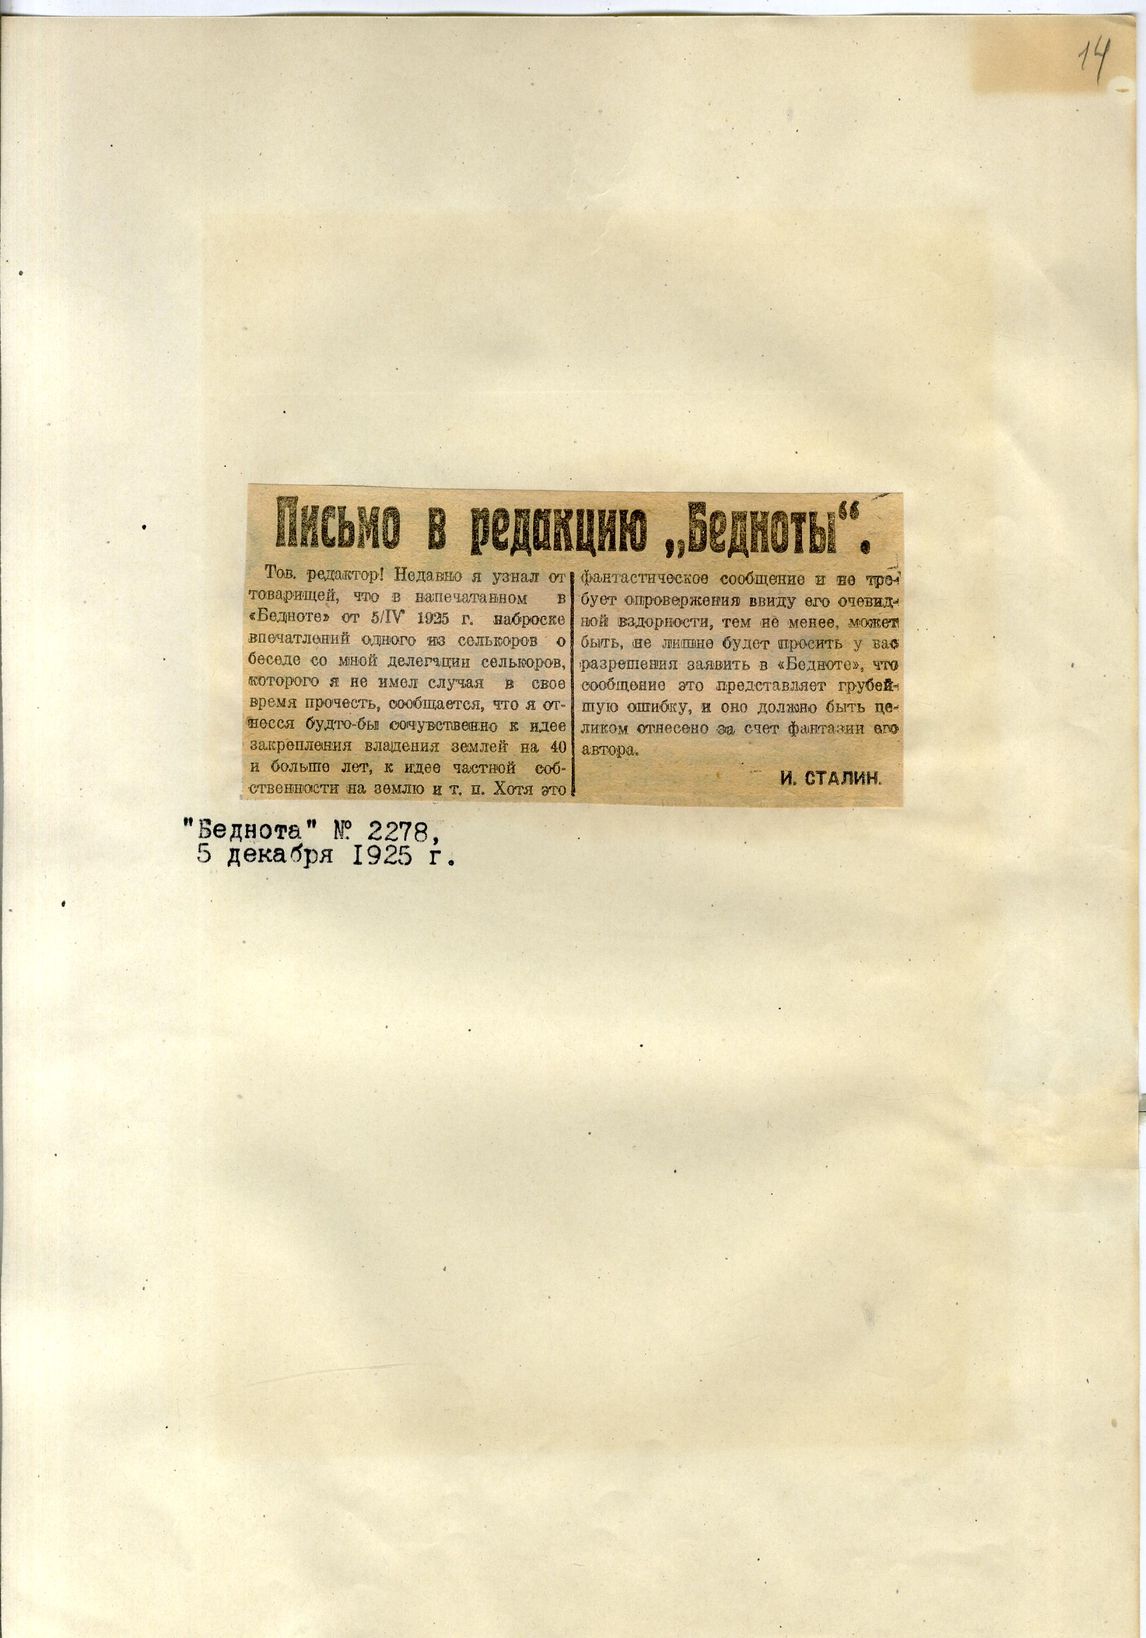 14
Письмо в редакцию „Бедноты“.
Тов. редактор! Недавно я узнал от
товарищей, что в напечатанном в
«Бедноте» от 5/IV 1925 г. наброске
впечатлений одного из селькоров о
беседе со мной делегации селькоров,
которого я не имел случая в свое
время прочесть, сообщается, что я от-
несся будто-бы сочувственно к идее
закрепления владения землей на 40
и больше лет, к идее частной соб-
ственности на землю и т. п. Хотя это
фантастическое сообщение и не тре-
бует опровержения ввиду его очевид-
ной вздорности, тем не менее, может
быть, не лишне будет просить у вас
разрешения заявить в «Бедноте», что
сообщение это представляет грубей-
шую ошибку, и оно должно быть це-
ликом отнесено за счет фантазии его
автора.
И. СТАЛИН.
"Беднота" № 2278,
5 декабря 1925 г.